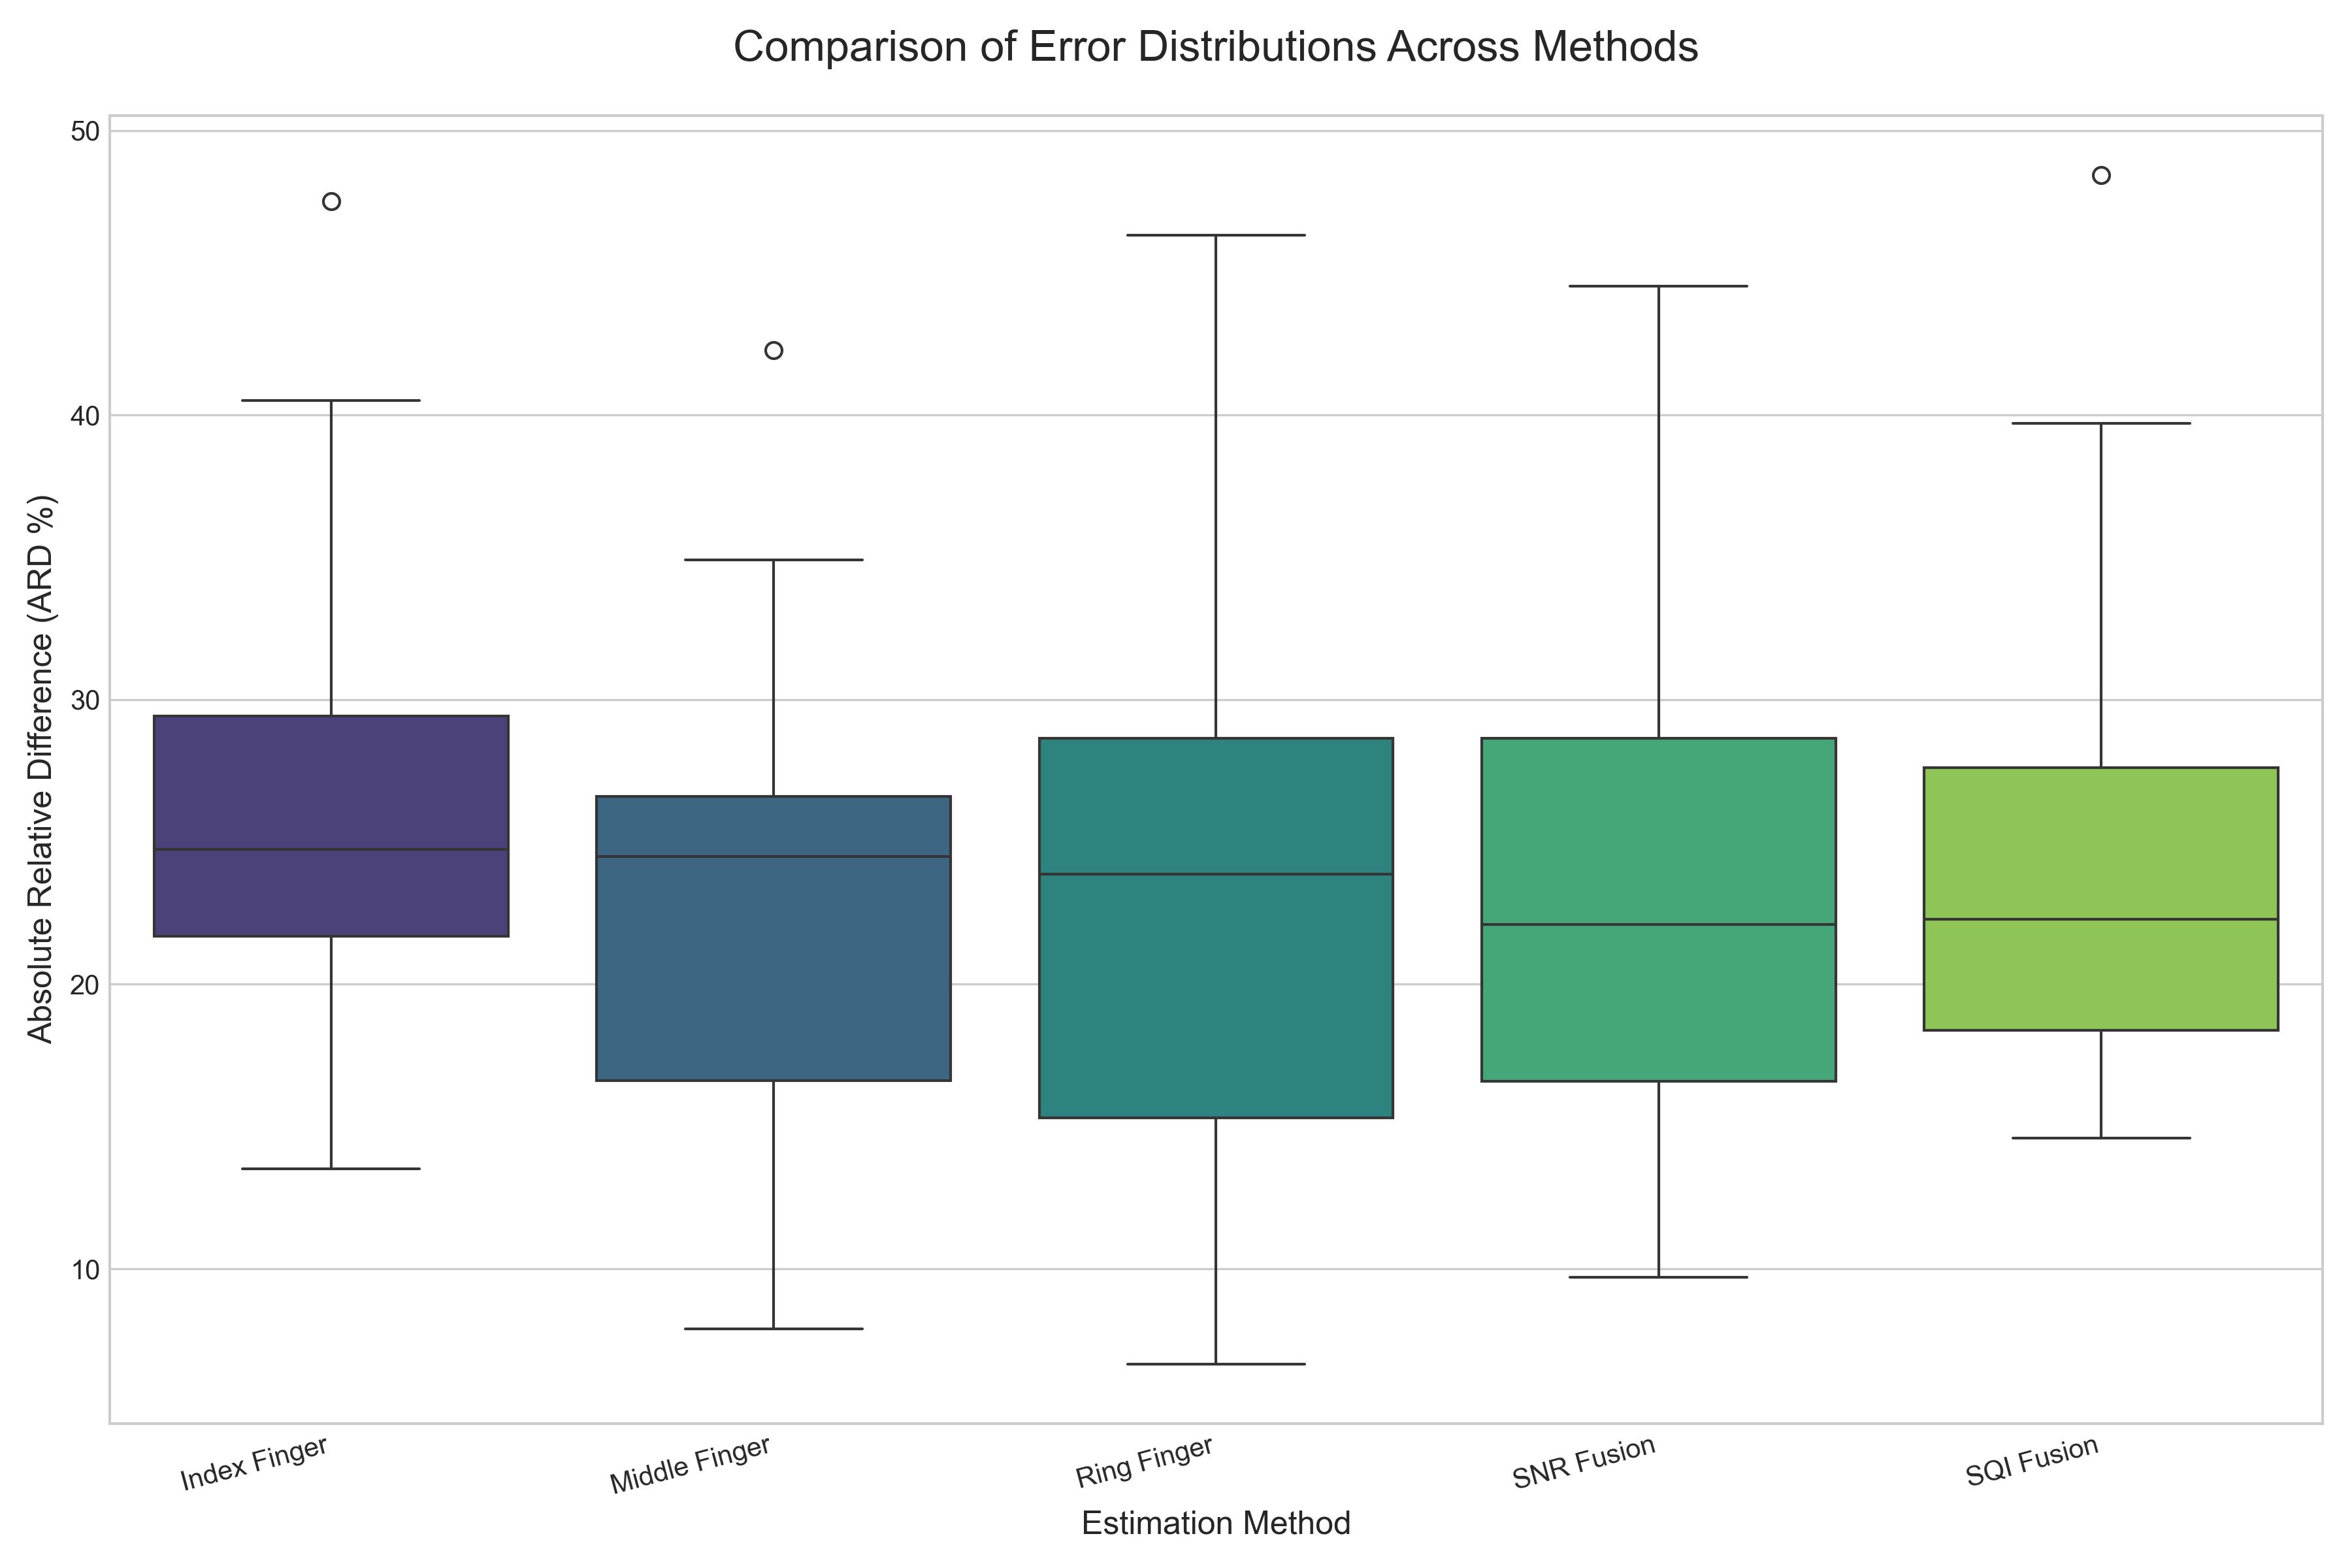 Comparison of Error Distributions Across Methods
Absolute Relative Difference (ARD %)
50
40
30
20
10
Index Finger
Middle Finger
Ring Finger
SNR Fusion
SQI Fusion
Estimation Method